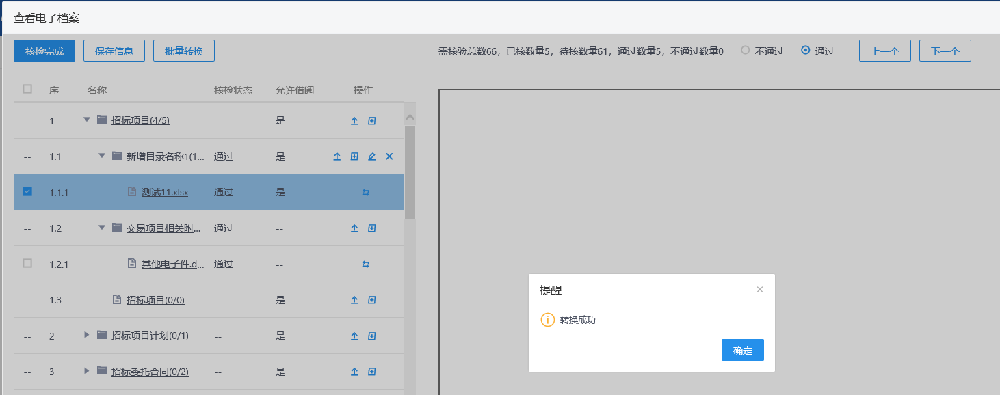 查看电子档案
核检完成 保存信息 批量转换
需核验总数66，已核数量5，待核数量61，通过数量5，不通过数量0 不通过 通过 上一个 下一个
序 名称 核检状态 允许借阅 操作
-- 1 招标项目(4/5) -- 是
-- 1.1 新增目录名称1(1... 通过 是
1.1.1 测试11.xlsx 通过 是
-- 1.2 交易项目相关附... 通过 --
1.2.1 其他电子件.d... 通过 --
-- 1.3 招标项目(0/0) -- 是
-- 2 招标项目计划(0/1) -- 是
-- 3 招标委托合同(0/2) -- 是
提醒
转换成功
确定